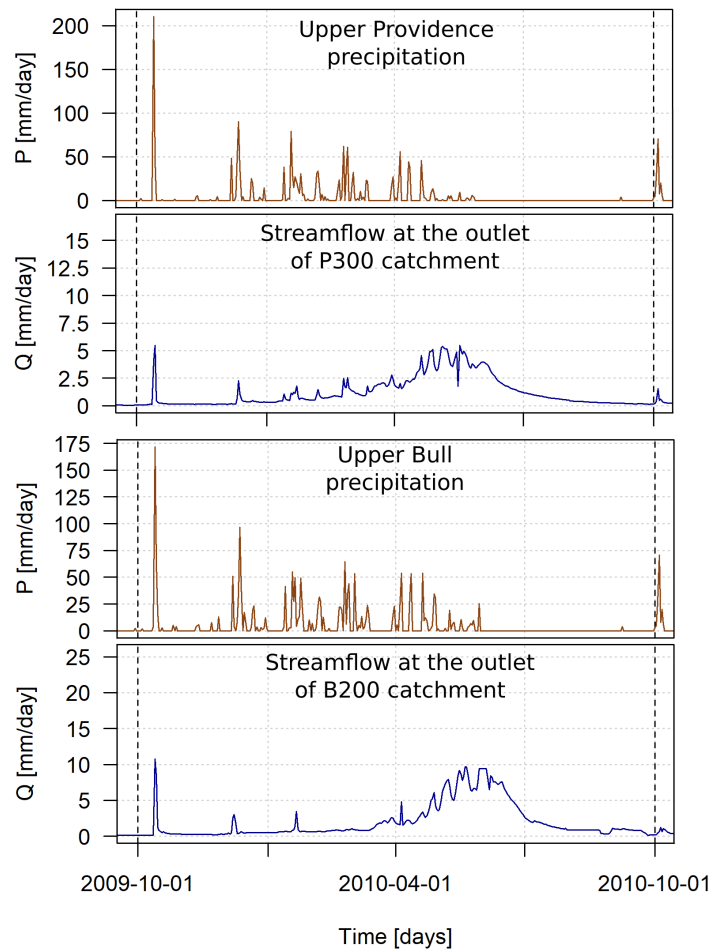 Upper Providence
precipitation
P [mm/day]
200
150
100
50
0
Streamflow at the outlet
of P300 catchment
Q [mm/day]
15
12.5
10
7.5
5
2.5
0
Upper Bull
precipitation
P [mm/day]
175
150
125
100
75
50
25
0
Streamflow at the outlet
of B200 catchment
Q [mm/day]
25
20
15
10
5
0
2009-10-01 2010-04-01 2010-10-01
Time [days]